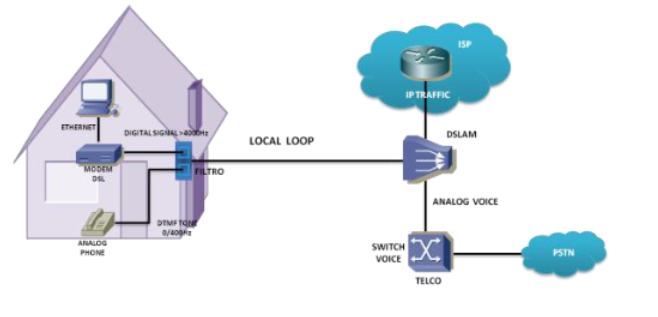 ISP
IP TRAFFIC
ETHERNET
DIGITAL SIGNAL >4000Hz
LOCAL LOOP
DSLAM
MODEM
DSL
FILTRO
ANALOG VOICE
DTMF TONE
0/400Hz
ANALOG
PHONE
SWITCH
VOICE
PSTN
TELCO